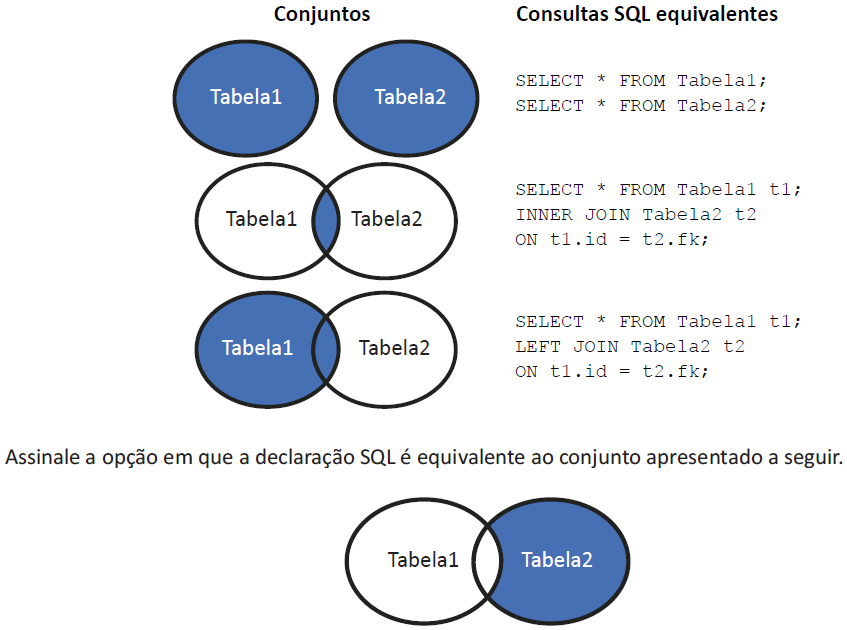 Conjuntos
Consultas SQL equivalentes
Tabela1
Tabela2
SELECT * FROM Tabela1;
SELECT * FROM Tabela2;
Tabela1
Tabela2
SELECT * FROM Tabela1 t1;
INNER JOIN Tabela2 t2
ON t1.id = t2.fk;
Tabela1
Tabela2
SELECT * FROM Tabela1 t1;
LEFT JOIN Tabela2 t2
ON t1.id = t2.fk;
Assinale a opção em que a declaração SQL é equivalente ao conjunto apresentado a seguir.
Tabela1
Tabela2